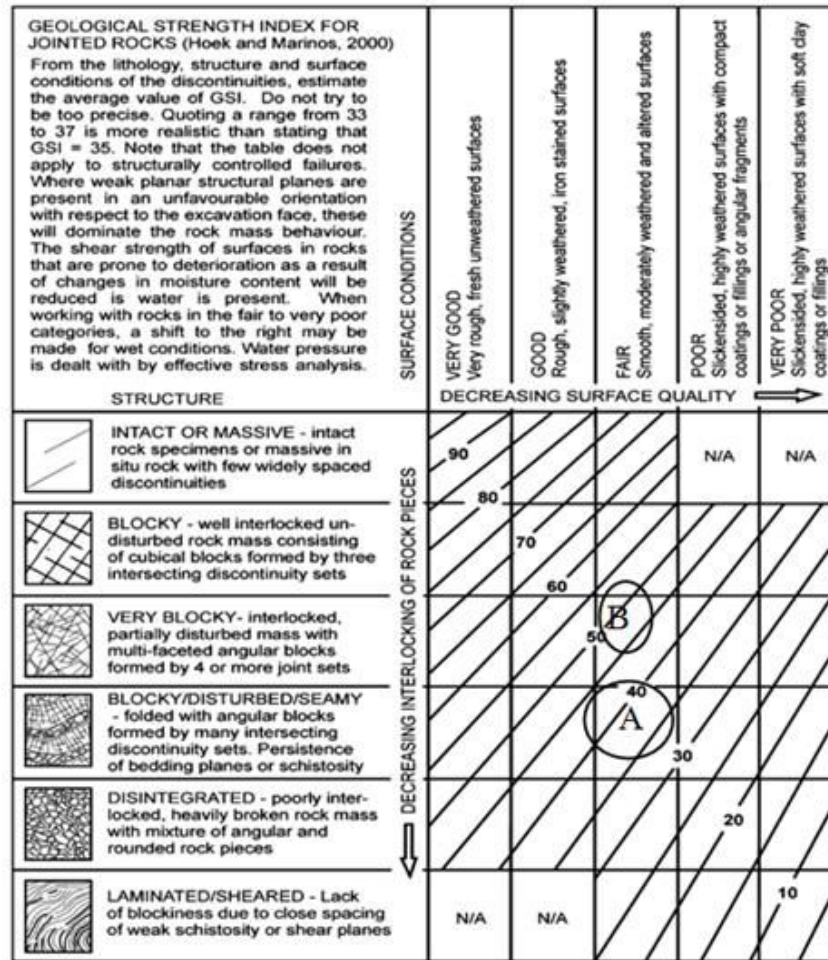 GEOLOGICAL STRENGTH INDEX FOR
JOINTED ROCKS (Hoek and Marinos, 2000)
From the lithology, structure and surface
conditions of the discontinuities, estimate
the average value of GSI. Do not try to
be too precise. Quoting a range from 33
to 37 is more realistic than stating that
GSI = 35. Note that the table does not
apply to structurally controlled failures.
Where weak planar structural planes are
present in an unfavourable orientation
with respect to the excavation face, these
will dominate the rock mass behaviour.
The shear strength of surfaces in rocks
that are prone to deterioration as a result
of changes in moisture content will be
reduced is water is present. When
working with rocks in the fair to very poor
categories, a shift to the right may be
made for wet conditions. Water pressure
is dealt with by effective stress analysis.
STRUCTURE
SURFACE CONDITIONS
VERY GOOD
Very rough, fresh unweathered surfaces
GOOD
Rough, slightly weathered, iron stained surfaces
FAIR
Smooth, moderately weathered and altered surfaces
POOR
Slickensided, highly weathered surfaces with compact
coatings or fillings or angular fragments
VERY POOR
Slickensided, highly weathered surfaces with soft clay
coatings or fillings
DECREASING SURFACE QUALITY
DECREASING INTERLOCKING OF ROCK PIECES
INTACT OR MASSIVE - intact
rock specimens or massive in
situ rock with few widely spaced
discontinuities
90
N/A
N/A
80
BLOCKY - well interlocked un-
disturbed rock mass consisting
of cubical blocks formed by three
intersecting discontinuity sets
70
60
VERY BLOCKY- interlocked,
partially disturbed mass with
multi-faceted angular blocks
formed by 4 or more joint sets
B
50
BLOCKY/DISTURBED/SEAMY
- folded with angular blocks
formed by many intersecting
discontinuity sets. Persistence
of bedding planes or schistosity
40
A
30
DISINTEGRATED - poorly inter-
locked, heavily broken rock mass
with mixture of angular and
rounded rock pieces
20
LAMINATED/SHEARED - Lack
of blockiness due to close spacing
of weak schistosity or shear planes
N/A
N/A
10